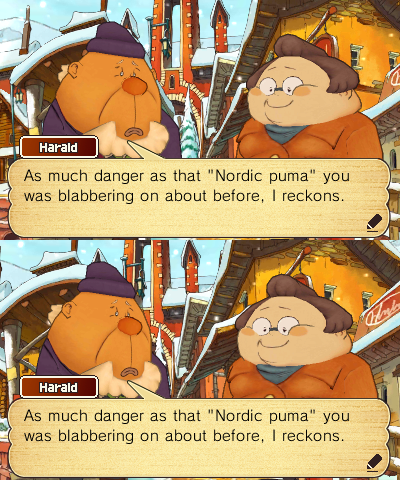 Harald
As much danger as that "Nordic puma" you
was blabbering on about before, I reckons.
Harald
As much danger as that "Nordic puma" you
was blabbering on about before, I reckons.